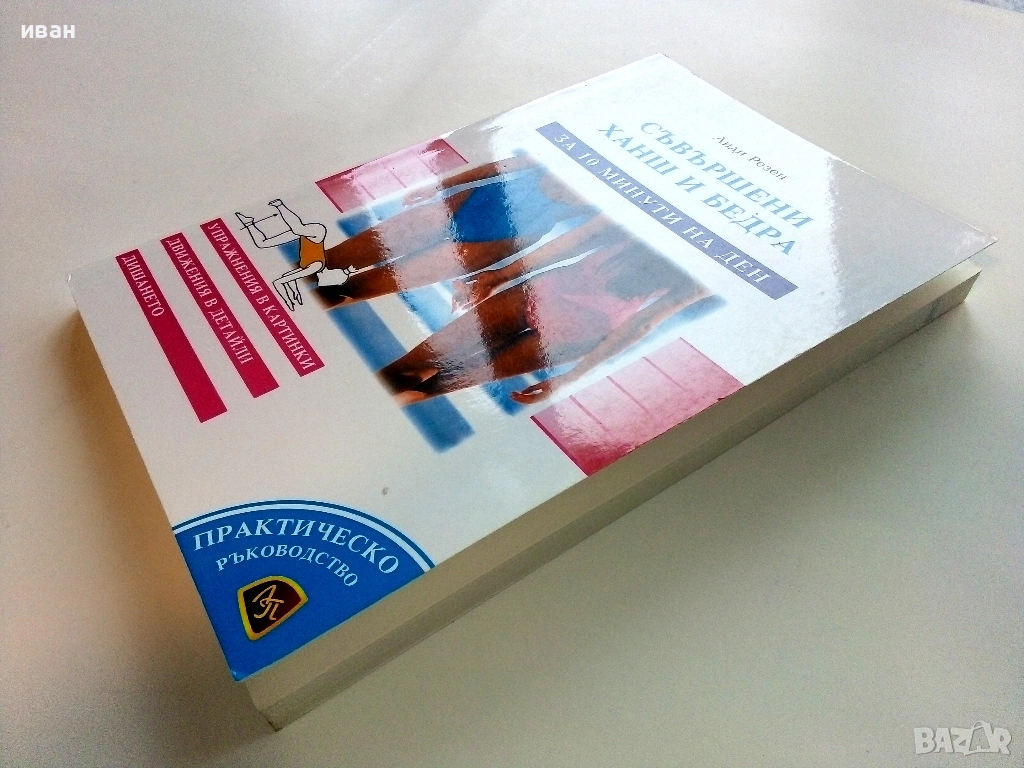 иван
Анди Резен
СЪВЪРШЕНИ
ХАНШ И БЕДРА
ЗА 10 МИНУТИ НА ДЕН
УПРАЖНЕНИЯ В КАРТИНКИ
ДВИЖЕНИЯ В ДЕТАЙЛИ
ДИШАНЕТО
ПРАКТИЧЕСКО
РЪКОВОДСТВО
АП
BAZAR